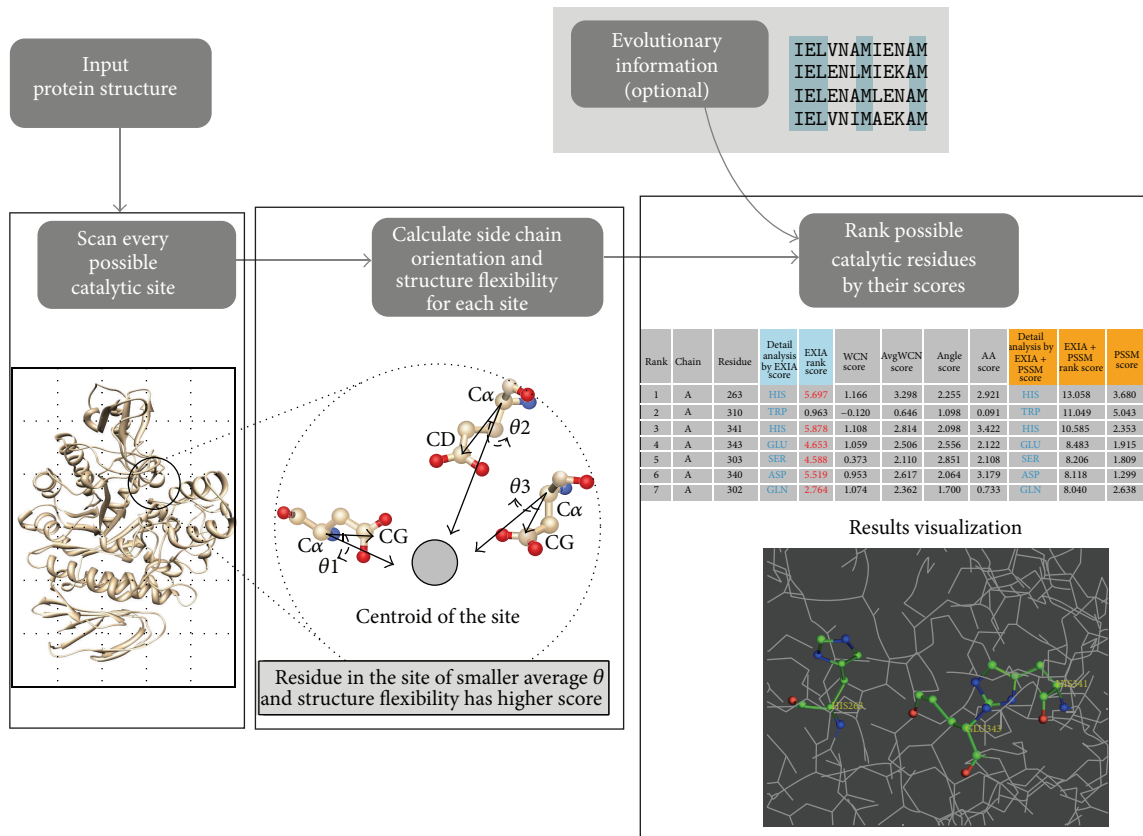 Input
protein structure
Evolutionary
information
(optional)
IELVNAMIENAM
IELENLMIEKAM
IELENAMLENAM
IELVNIMAEKAM
Scan every
possible
catalytic site
Calculate side chain
orientation and
structure flexibility
for each site
Rank possible
catalytic residues
by their scores
Cα
θ2
CD
θ3
Cα
CG
Cα
CG
θ1
Centroid of the site
Residue in the site of smaller average θ
and structure flexibility has higher score
Rank Chain Residue Detail analysis by EXIA score EXIA rank score WCN score AvgWCN score Angle score AA score Detail analysis by EXIA + PSSM score EXIA + PSSM rank score PSSM score
1 A 263 HIS 5.697 1.166 3.298 2.255 2.921 HIS 13.058 3.680
2 A 310 TRP 0.963 −0.120 0.646 1.098 0.091 TRP 11.049 5.043
3 A 341 HIS 5.878 1.108 2.814 2.098 3.422 HIS 10.585 2.353
4 A 343 GLU 4.653 1.059 2.506 2.556 2.122 GLU 8.483 1.915
5 A 303 SER 4.588 0.373 2.110 2.851 2.108 SER 8.206 1.809
6 A 340 ASP 5.519 0.953 2.617 2.064 3.179 ASP 8.118 1.299
7 A 302 GLN 2.764 1.074 2.362 1.700 0.733 GLN 8.040 2.638
Results visualization
HIS341
HIS263
GLU343